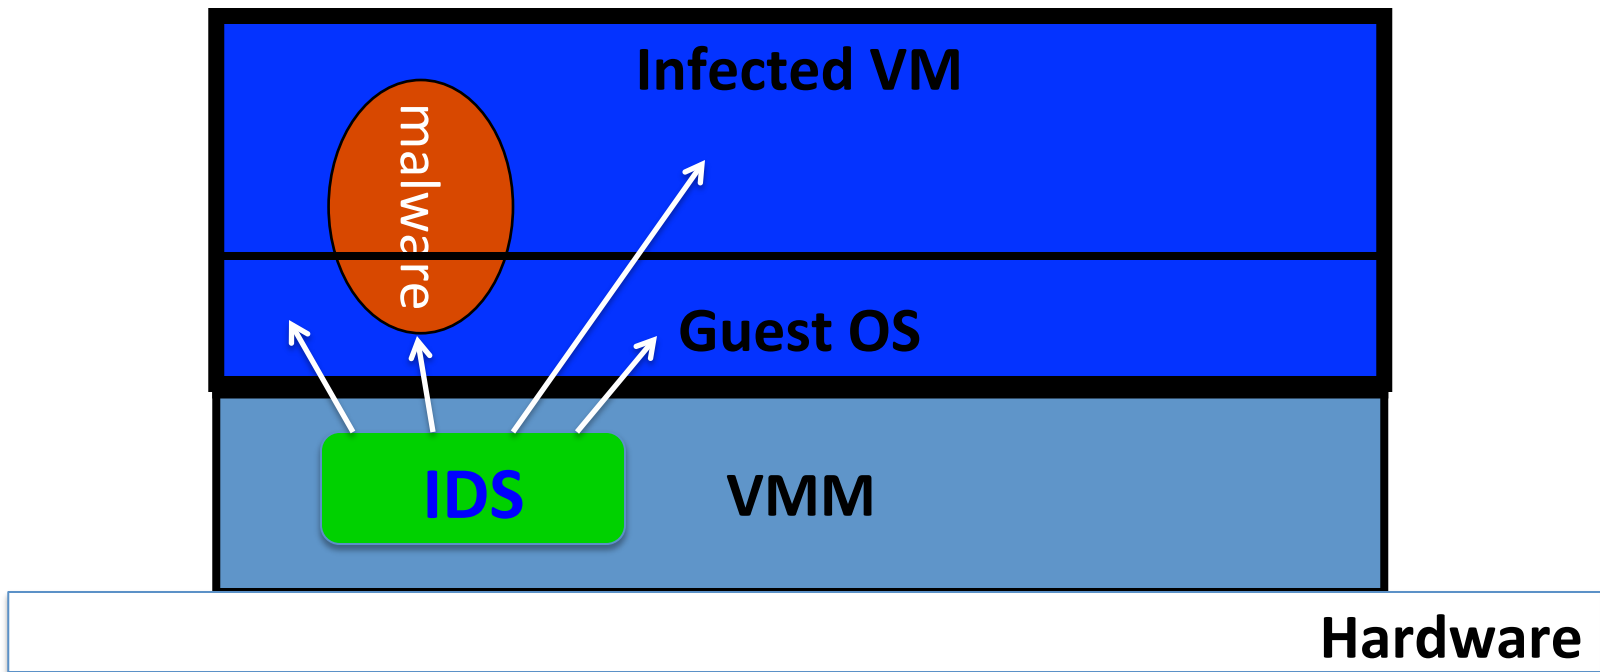 Infected VM
malware
Guest OS
IDS
VMM
Hardware